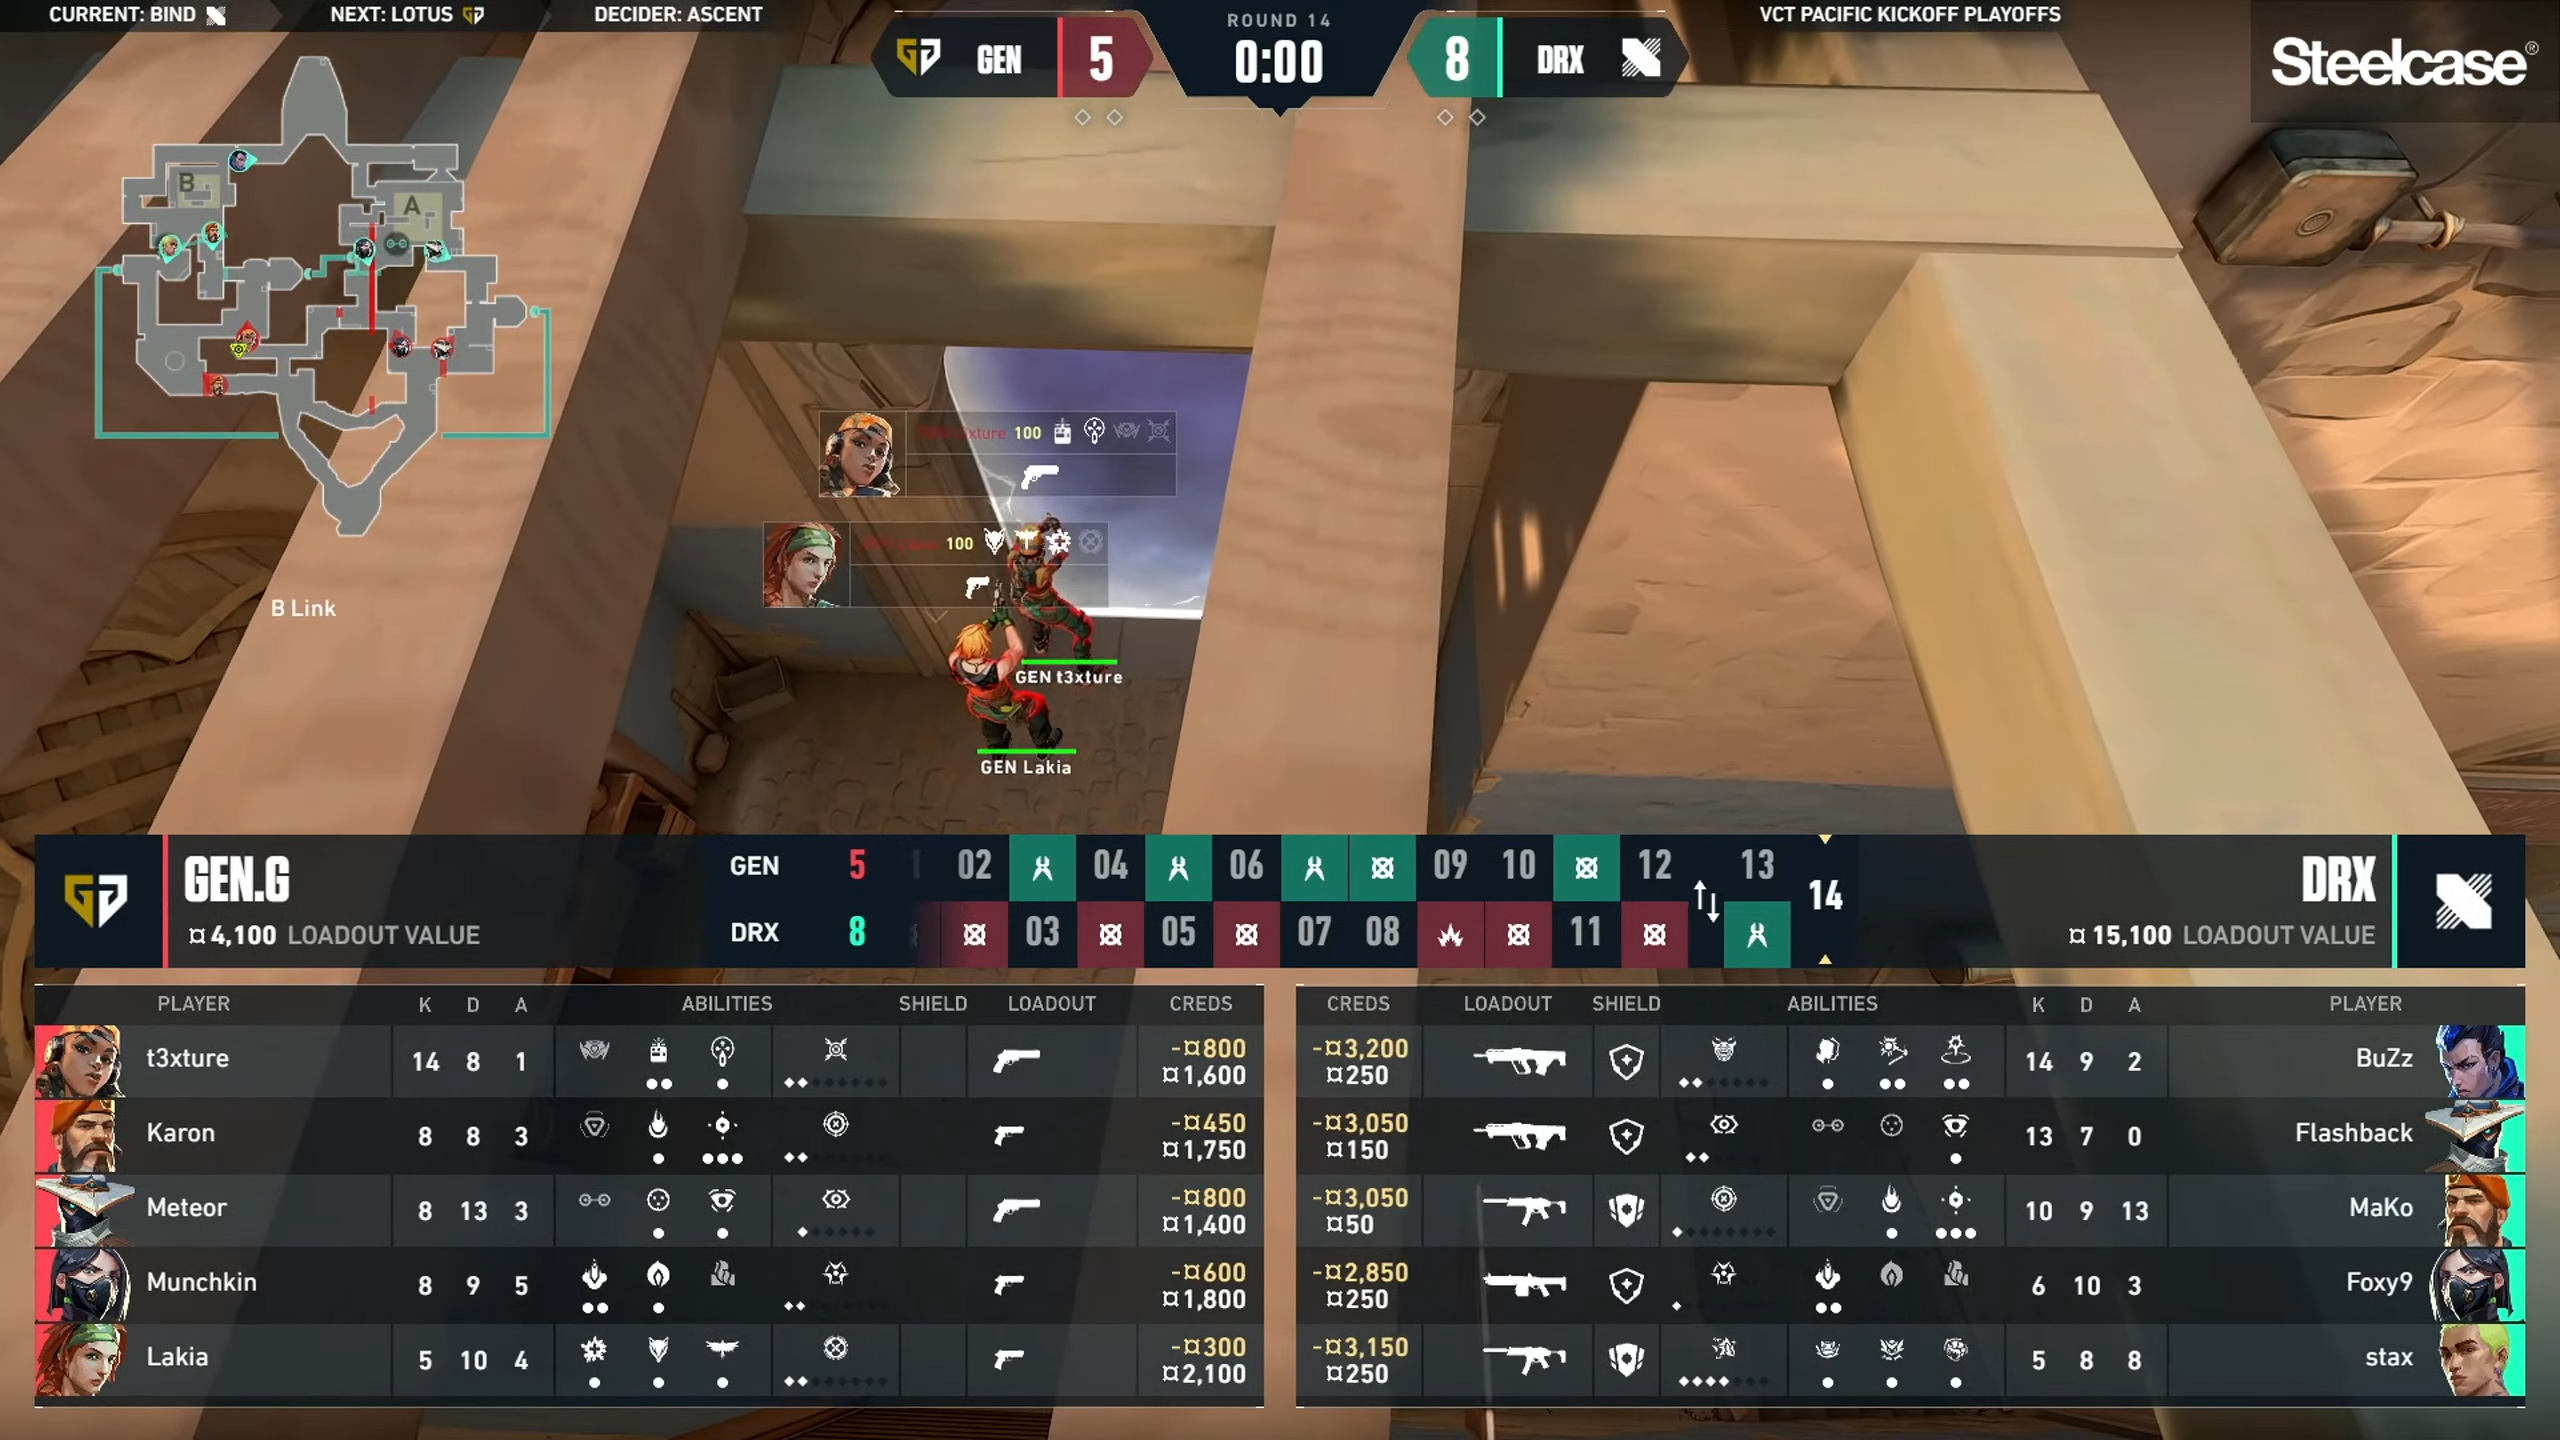 CURRENT: BIND
NEXT: LOTUS
DECIDER: ASCENT
GEN 5
ROUND 14
0:00
8 DRX
VCT PACIFIC KICKOFF PLAYOFFS
Steelcase®
B
A
B Link
100
100
GEN t3xture
GEN Lakia
GEN.G
¤4,100 LOADOUT VALUE
GEN 5 02 04 06 09 10 12 13
14
DRX 8 03 05 07 08 11
DRX
¤15,100 LOADOUT VALUE
PLAYER K D A ABILITIES SHIELD LOADOUT CREDS
t3xture 14 8 1 -¤800
¤1,600
Karon 8 8 3 -¤450
¤1,750
Meteor 8 13 3 -¤800
¤1,400
Munchkin 8 9 5 -¤600
¤1,800
Lakia 5 10 4 -¤300
¤2,100
CREDS LOADOUT SHIELD ABILITIES K D A PLAYER
-¤3,200
¤250 14 9 2 BuZz
-¤3,050
¤150 13 7 0 Flashback
-¤3,050
¤50 10 9 13 MaKo
-¤2,850
¤250 6 10 3 Foxy9
-¤3,150
¤250 5 8 8 stax